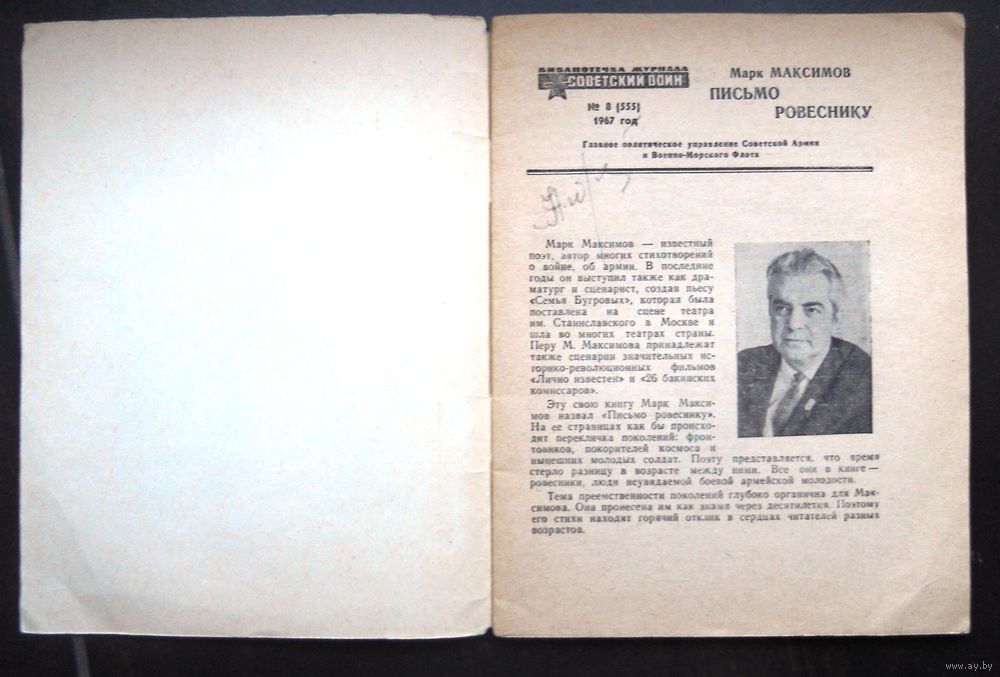 БИБЛИОТЕЧКА ЖУРНАЛА
СОВЕТСКИЙ ВОИН
№ 8 (555)
1967 год
Марк МАКСИМОВ
ПИСЬМО
РОВЕСНИКУ
Главное политическое управление Советской Армии
и Военно-Морского Флота
Марк Максимов — известный
поэт, автор многих стихотворений
о войне, об армии. В последние
годы он выступил также как дра-
матург и сценарист, создав пьесу
«Семья Бугровых», которая была
поставлена на сцене театра
им. Станиславского в Москве и
шла во многих театрах страны.
Перу М. Максимова принадлежат
также сценарии значительных ис-
торико-революционных фильмов
«Лично известен» и «26 бакинских
комиссаров».
Эту свою книгу Марк Макси-
мов назвал «Письмо ровеснику».
На ее страницах как бы происхо-
дит перекличка поколений: фрон-
товиков, покорителей космоса и
нынешних молодых солдат. Поэту представляется, что время
стерло разницу в возрасте между ними. Все они в книге —
ровесники, люди неувядаемой боевой армейской молодости.
Тема преемственности поколений глубоко органична для Мак-
симова. Она пронесена им как знамя через десятилетия. Поэтому
его стихи находят горячий отклик в сердцах читателей разных
возрастов.
www.ay.by